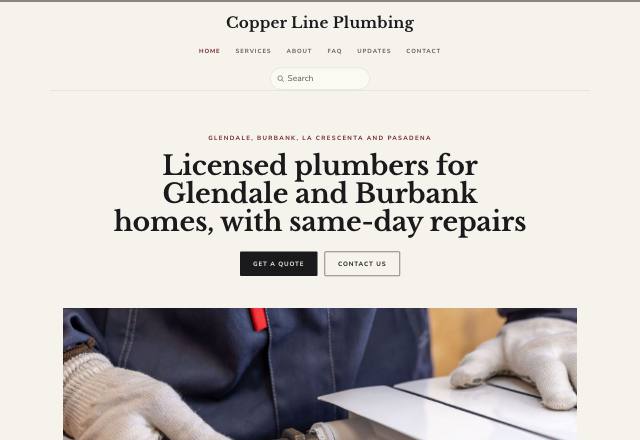 Copper Line Plumbing
HOME SERVICES ABOUT FAQ UPDATES CONTACT
Search
GLENDALE, BURBANK, LA CRESCENTA AND PASADENA
Licensed plumbers for
Glendale and Burbank
homes, with same-day repairs
GET A QUOTE CONTACT US